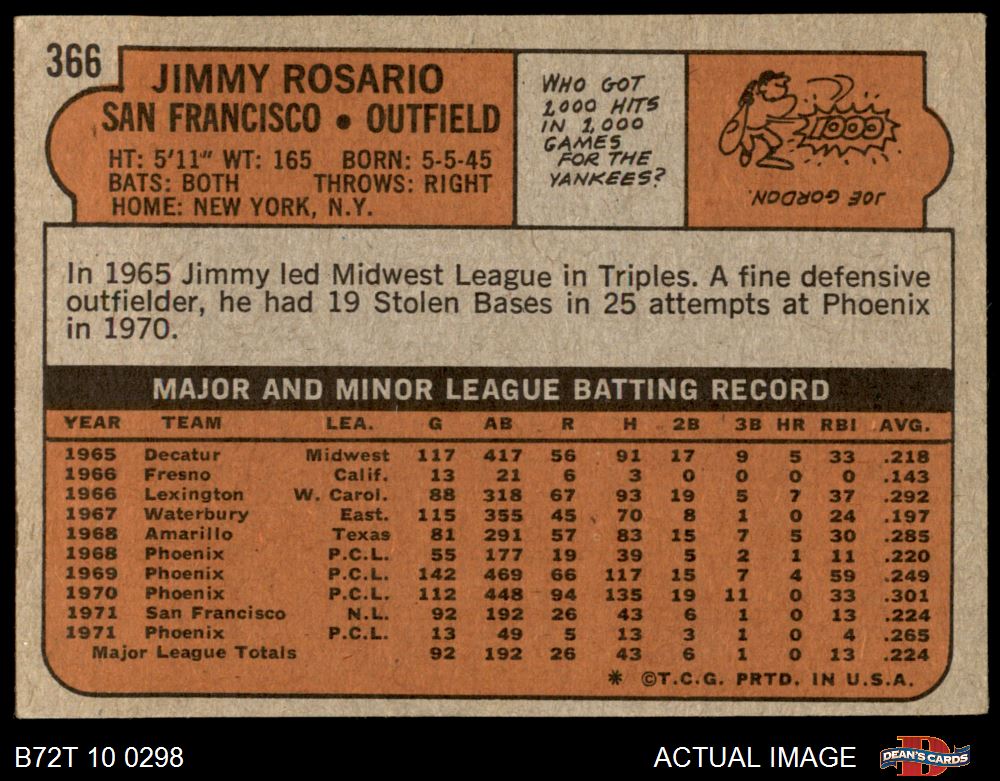 366
JIMMY ROSARIO
SAN FRANCISCO • OUTFIELD
HT: 5'11" WT: 165 BORN: 5-5-45
BATS: BOTH THROWS: RIGHT
HOME: NEW YORK, N.Y.
WHO GOT
1,000 HITS
IN 1,000
GAMES
FOR THE
YANKEES?
1000
JOE GORDON.
In 1965 Jimmy led Midwest League in Triples. A fine defensive
outfielder, he had 19 Stolen Bases in 25 attempts at Phoenix
in 1970.
MAJOR AND MINOR LEAGUE BATTING RECORD
YEAR TEAM LEA. G AB R H 2B 3B HR RBI AVG.
1965 Decatur Midwest 117 417 56 91 17 9 5 33 .218
1966 Fresno Calif. 13 21 6 3 0 0 0 0 .143
1966 Lexington W. Carol. 88 318 67 93 19 5 7 37 .292
1967 Waterbury East. 115 355 45 70 8 1 0 24 .197
1968 Amarillo Texas 81 291 57 83 15 7 5 30 .285
1968 Phoenix P.C.L. 55 177 19 39 5 2 1 11 .220
1969 Phoenix P.C.L. 142 469 66 117 15 7 4 59 .249
1970 Phoenix P.C.L. 112 448 94 135 19 11 0 33 .301
1971 San Francisco N.L. 92 192 26 43 6 1 0 13 .224
1971 Phoenix P.C.L. 13 49 5 13 3 1 0 4 .265
Major League Totals 92 192 26 43 6 1 0 13 .224
* ©T.C.G. PRTD. IN U.S.A.
B72T 10 0298
ACTUAL IMAGE
D
DEAN'S CARDS